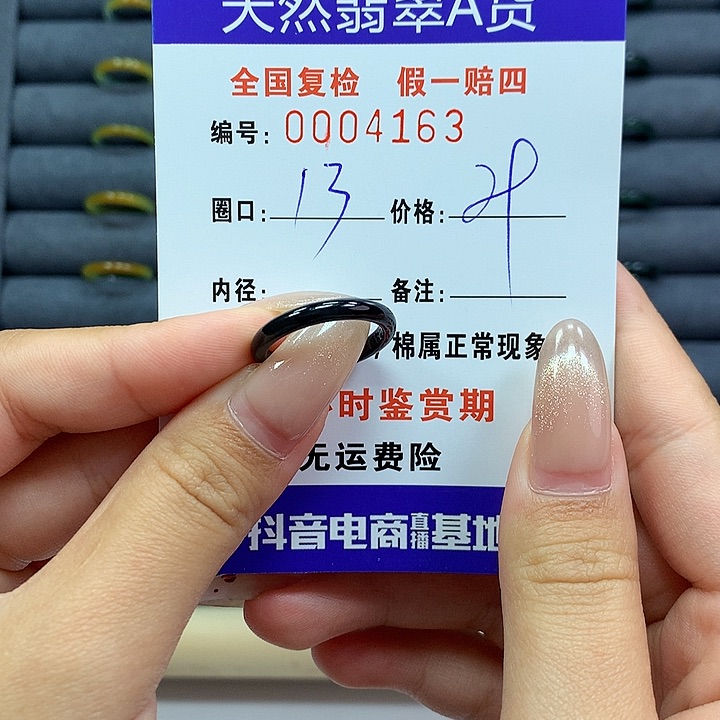 天然翡翠A货
全国复检 假一赔四
编号: 0004163
圈口: 13 价格:
内径: 备注:
棉属正常现象
时鉴赏期
无运费险
抖音电商直播基地